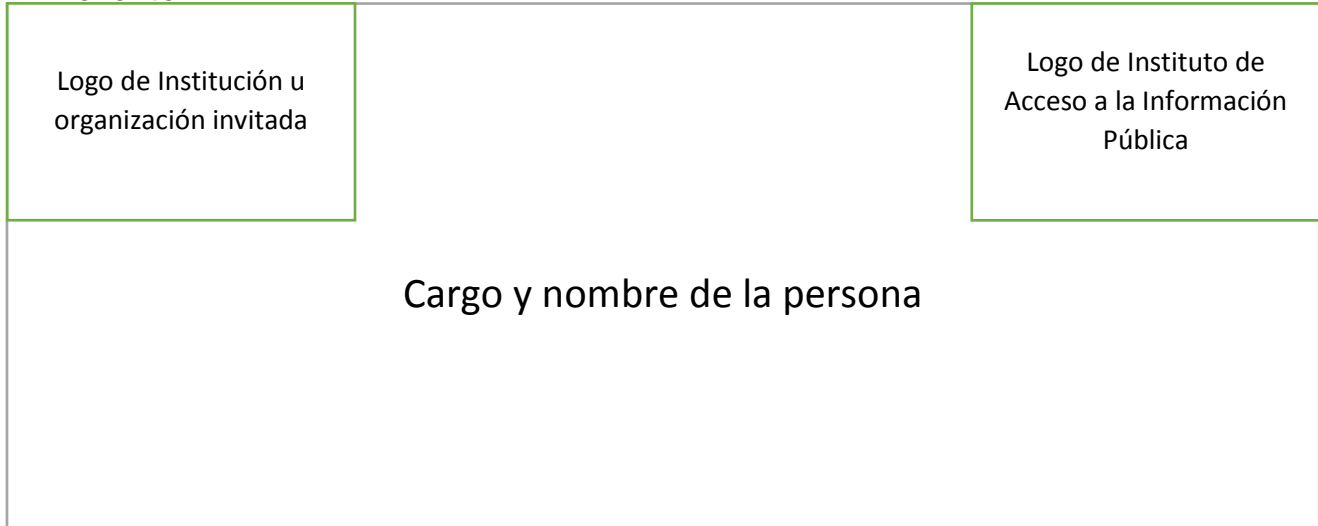 Logo de Institución u
organización invitada
Logo de Instituto de
Acceso a la Información
Pública
Cargo y nombre de la persona